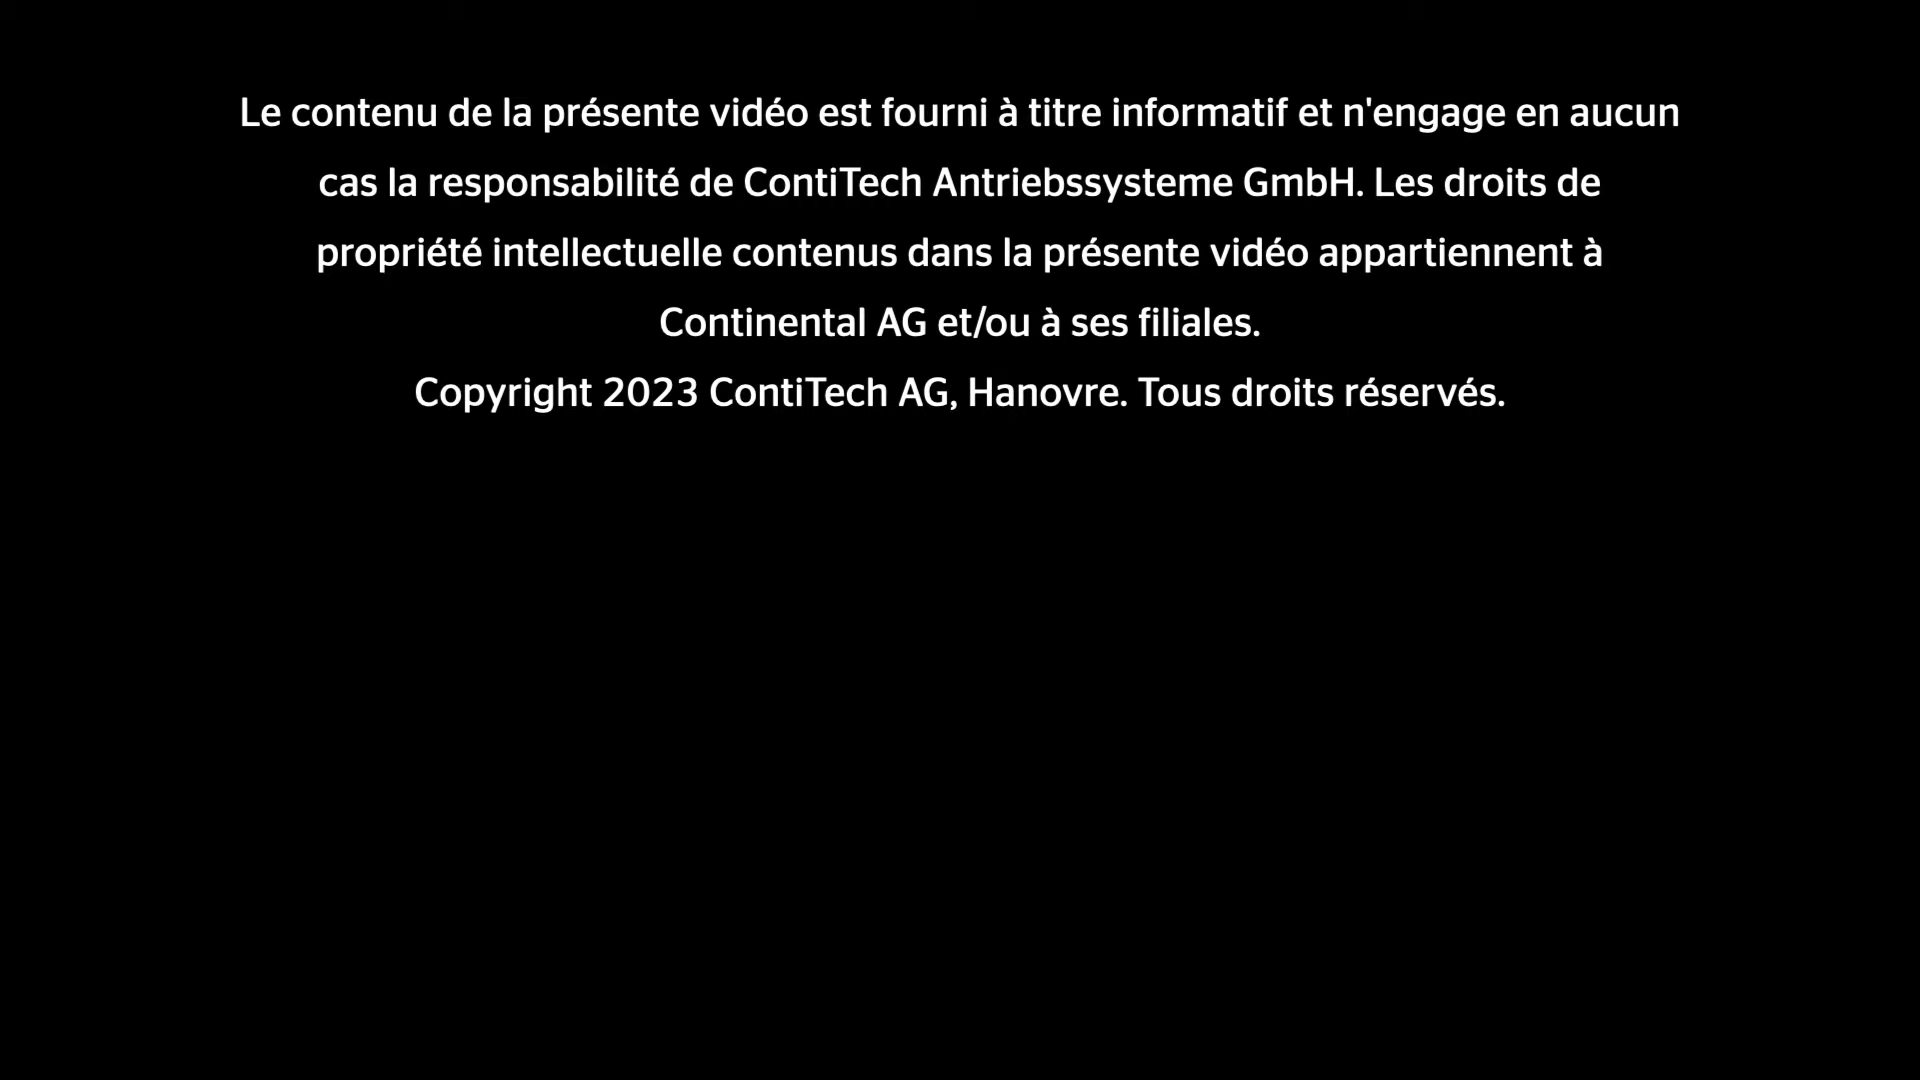 Le contenu de la présente vidéo est fourni à titre informatif et n'engage en aucun
cas la responsabilité de ContiTech Antriebssysteme GmbH. Les droits de
propriété intellectuelle contenus dans la présente vidéo appartiennent à
Continental AG et/ou à ses filiales.
Copyright 2023 ContiTech AG, Hanovre. Tous droits réservés.